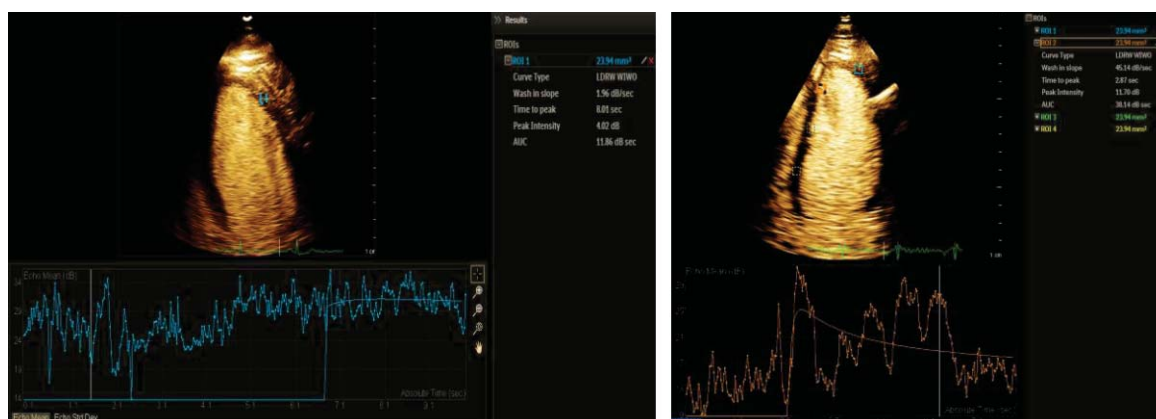 Results
ROIs
ROI 1 23.94 mm²
Curve Type LDRW WIWO
Wash in slope 1.96 dB/sec
Time to peak 8.01 sec
Peak Intensity 4.02 dB
AUC 11.86 dB sec
Echo Mean (dB)
Absolute Time (sec)
Echo Mean Echo Std Dev
ROIs
ROI 1 23.94 mm²
ROI 2 23.94 mm²
Curve Type LDRW WIWO
Wash in slope 45.14 dB/sec
Time to peak 2.87 sec
Peak Intensity 11.70 dB
AUC 38.14 dB sec
ROI 3 23.94 mm²
ROI 4 23.94 mm²
Absolute Time (sec)